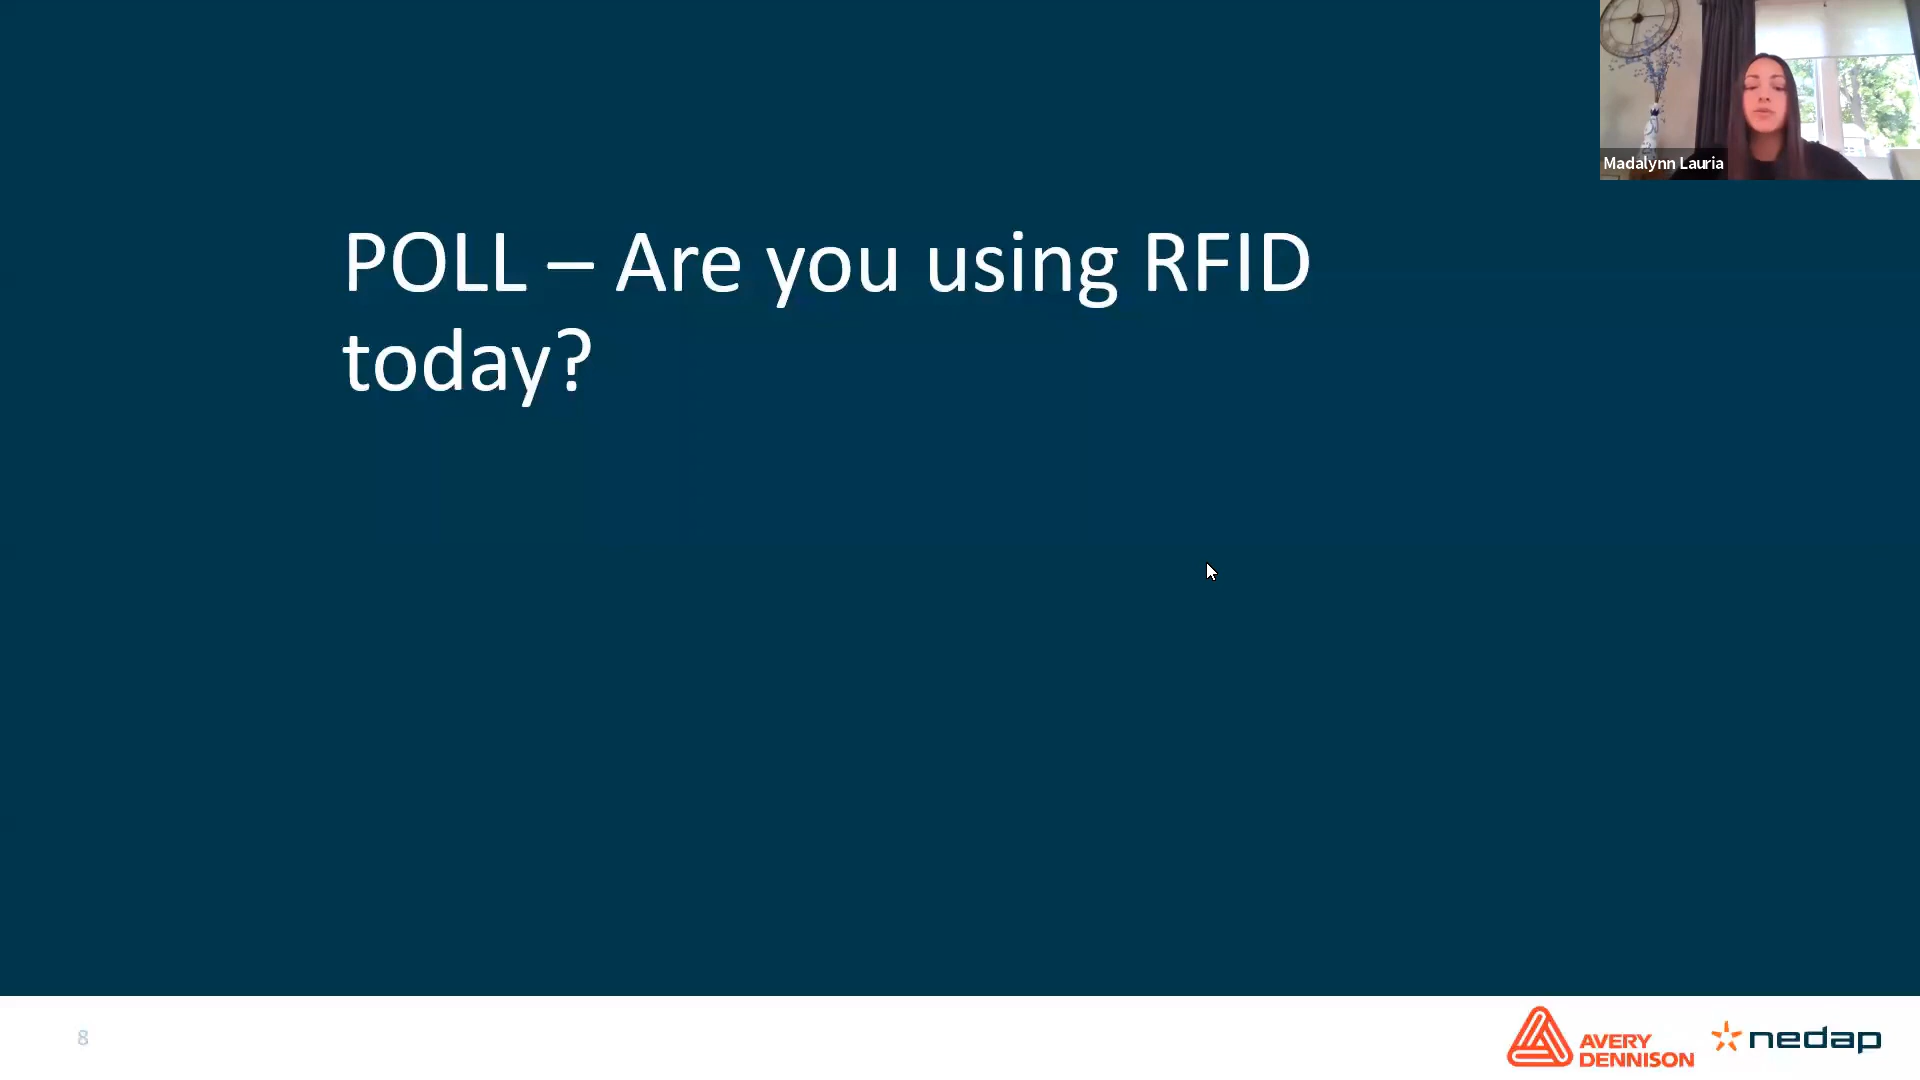 Madalynn Lauria
POLL – Are you using RFID
today?
8
AVERY
DENNISON
nedap